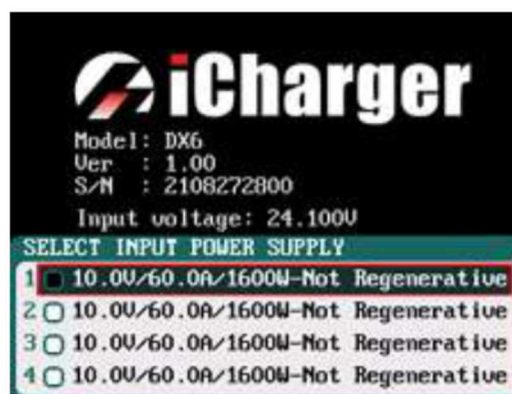 iCharger
Model: DX6
Ver : 1.00
S/N : 2108272800
Input voltage: 24.100V
SELECT INPUT POWER SUPPLY
1 10.0V/60.0A/1600W-Not Regenerative
2 10.0V/60.0A/1600W-Not Regenerative
3 10.0V/60.0A/1600W-Not Regenerative
4 10.0V/60.0A/1600W-Not Regenerative